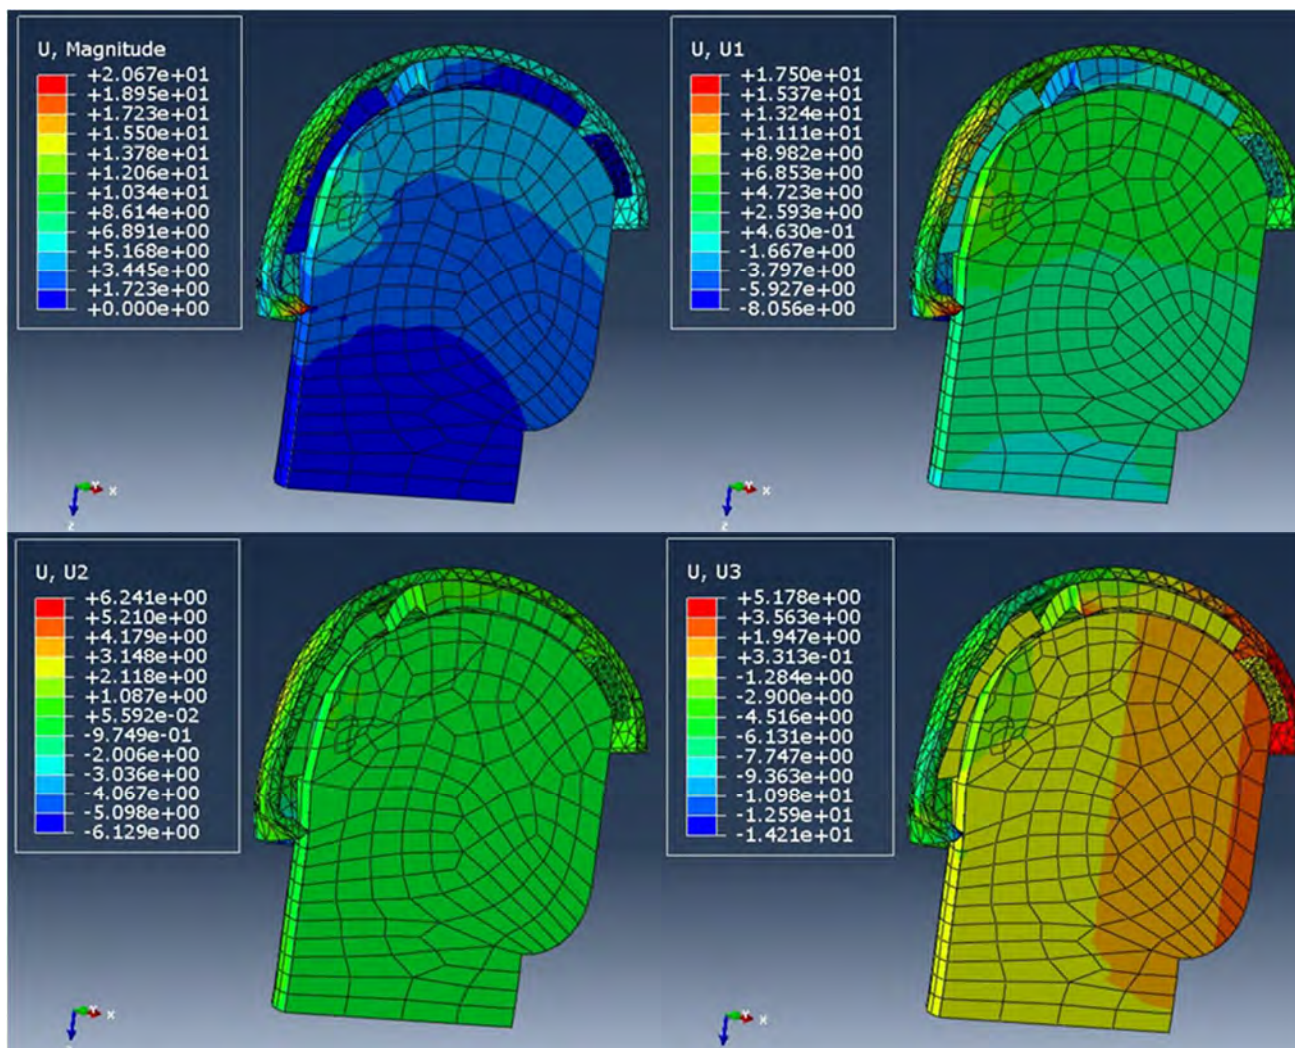 U, Magnitude
+2.067e+01
+1.895e+01
+1.723e+01
+1.550e+01
+1.378e+01
+1.206e+01
+1.034e+01
+8.614e+00
+6.891e+00
+5.168e+00
+3.445e+00
+1.723e+00
+0.000e+00
U, U1
+1.750e+01
+1.537e+01
+1.324e+01
+1.111e+01
+8.982e+00
+6.853e+00
+4.723e+00
+2.593e+00
+4.630e-01
-1.667e+00
-3.797e+00
-5.927e+00
-8.056e+00
Y
X
Z
Y
X
Z
U, U2
+6.241e+00
+5.210e+00
+4.179e+00
+3.148e+00
+2.118e+00
+1.087e+00
+5.592e-02
-9.749e-01
-2.006e+00
-3.036e+00
-4.067e+00
-5.098e+00
-6.129e+00
U, U3
+5.178e+00
+3.563e+00
+1.947e+00
+3.313e-01
-1.284e+00
-2.900e+00
-4.516e+00
-6.131e+00
-7.747e+00
-9.363e+00
-1.098e+01
-1.259e+01
-1.421e+01
Y
X
Y
X